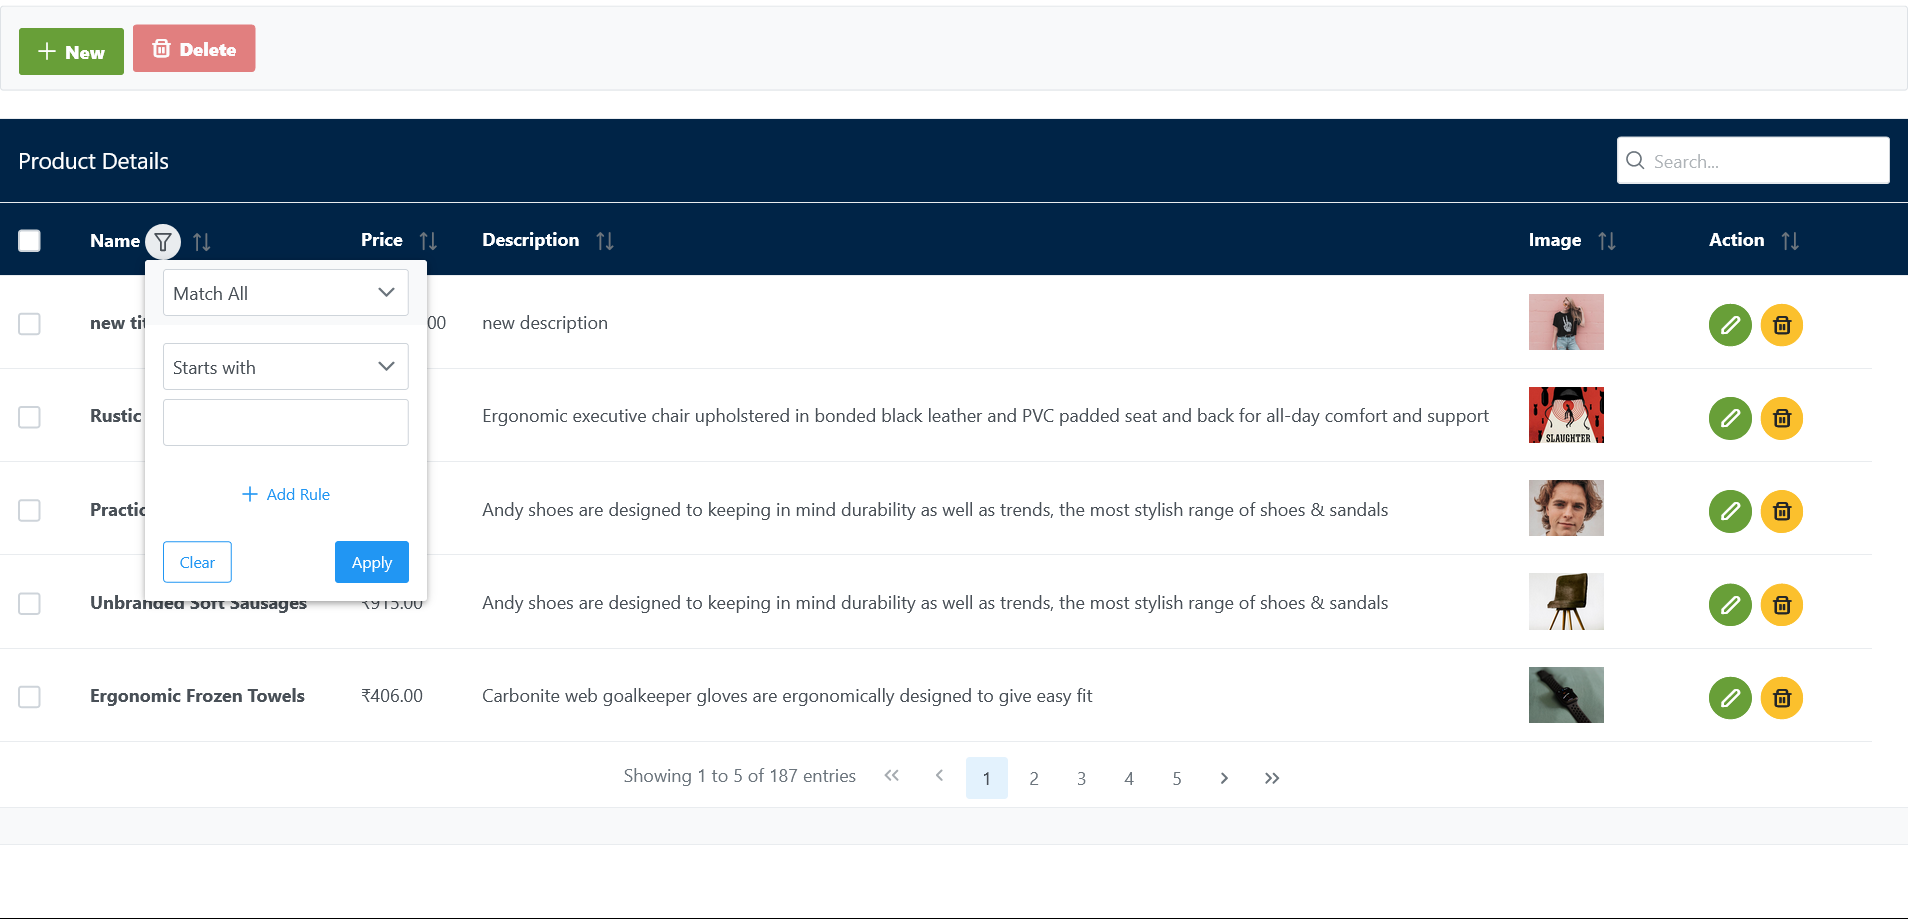 New
Delete
Product Details
Search...
Name
Price
Description
Image
Action
Match All
Starts with
Add Rule
Clear
Apply
new tit
00
new description
Rustic
Ergonomic executive chair upholstered in bonded black leather and PVC padded seat and back for all-day comfort and support
SLAUGHTER
Practic
Andy shoes are designed to keeping in mind durability as well as trends, the most stylish range of shoes & sandals
Unbranded Soft Sausages
₹915.00
Andy shoes are designed to keeping in mind durability as well as trends, the most stylish range of shoes & sandals
Ergonomic Frozen Towels
₹406.00
Carbonite web goalkeeper gloves are ergonomically designed to give easy fit
Showing 1 to 5 of 187 entries
1
2
3
4
5